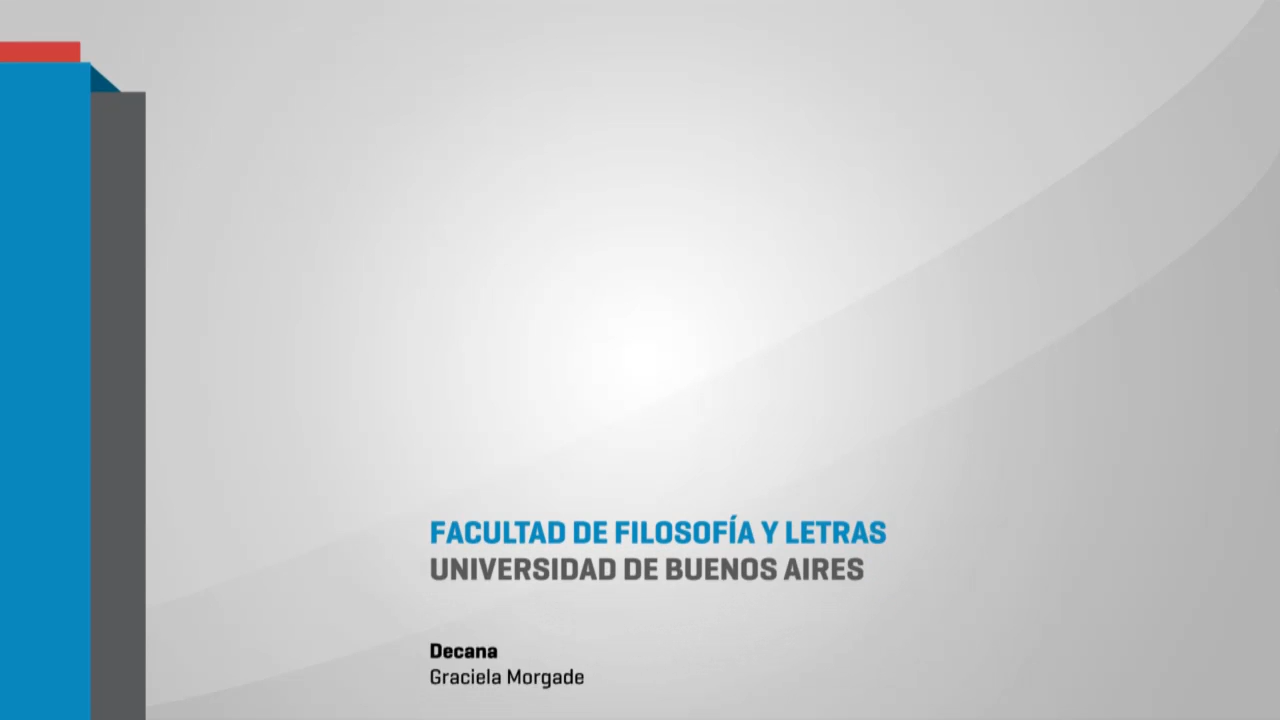 FACULTAD DE FILOSOFÍA Y LETRAS
UNIVERSIDAD DE BUENOS AIRES
Decana
Graciela Morgade